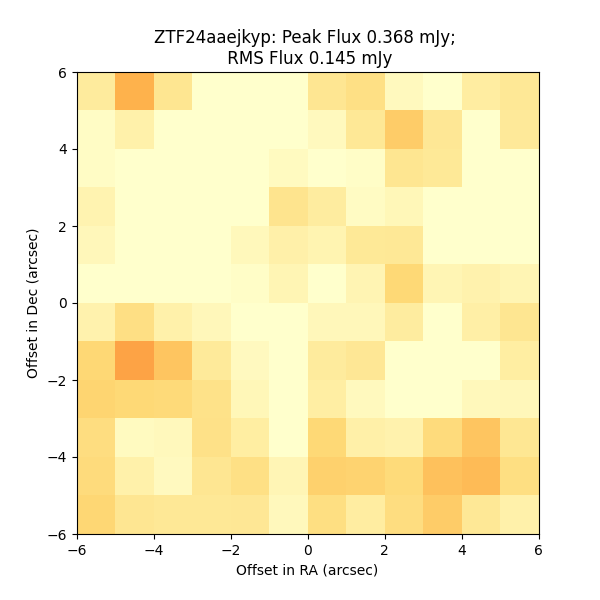 ZTF24aaejkyp: Peak Flux 0.368 mJy;
RMS Flux 0.145 mJy
6
4
2
0
−2
−4
−6
Offset in Dec (arcsec)
−6 −4 −2 0 2 4 6
Offset in RA (arcsec)